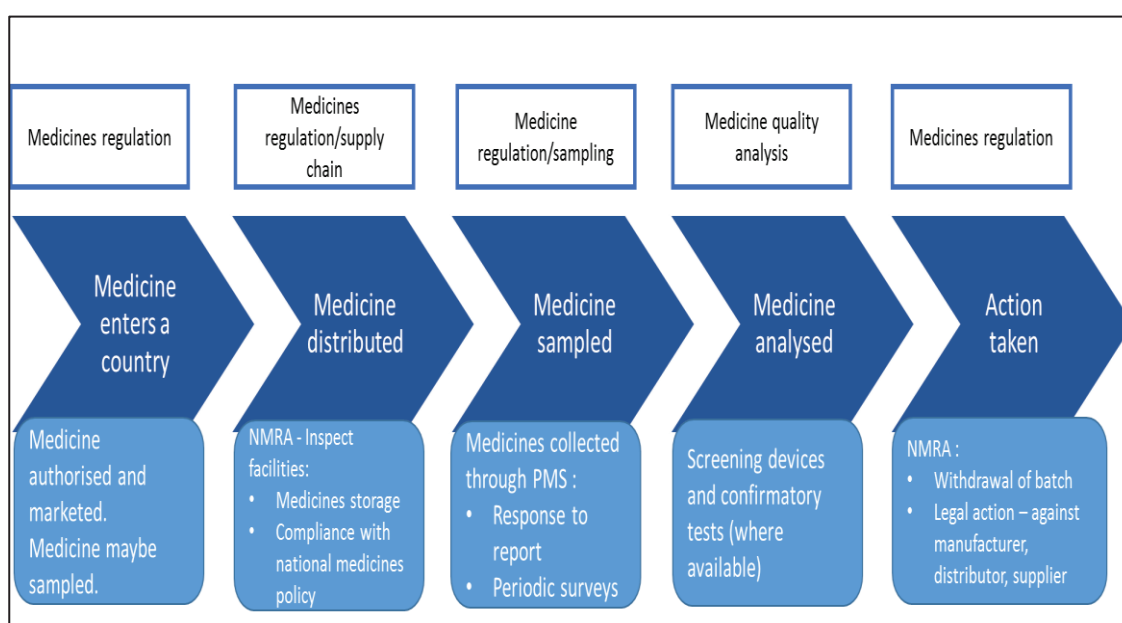 Medicines regulation
Medicines
regulation/supply
chain
Medicine
regulation/sampling
Medicine quality
analysis
Medicines regulation
Medicine
enters a
country
Medicine
distributed
Medicine
sampled
Medicine
analysed
Action
taken
Medicine
authorised and
marketed.
Medicine maybe
sampled.
NMRA - Inspect
facilities:
• Medicines storage
• Compliance with
national medicines
policy
Medicines collected
through PMS :
• Response to
report
• Periodic surveys
Screening devices
and confirmatory
tests (where
available)
NMRA :
• Withdrawal of batch
• Legal action – against
manufacturer,
distributor, supplier